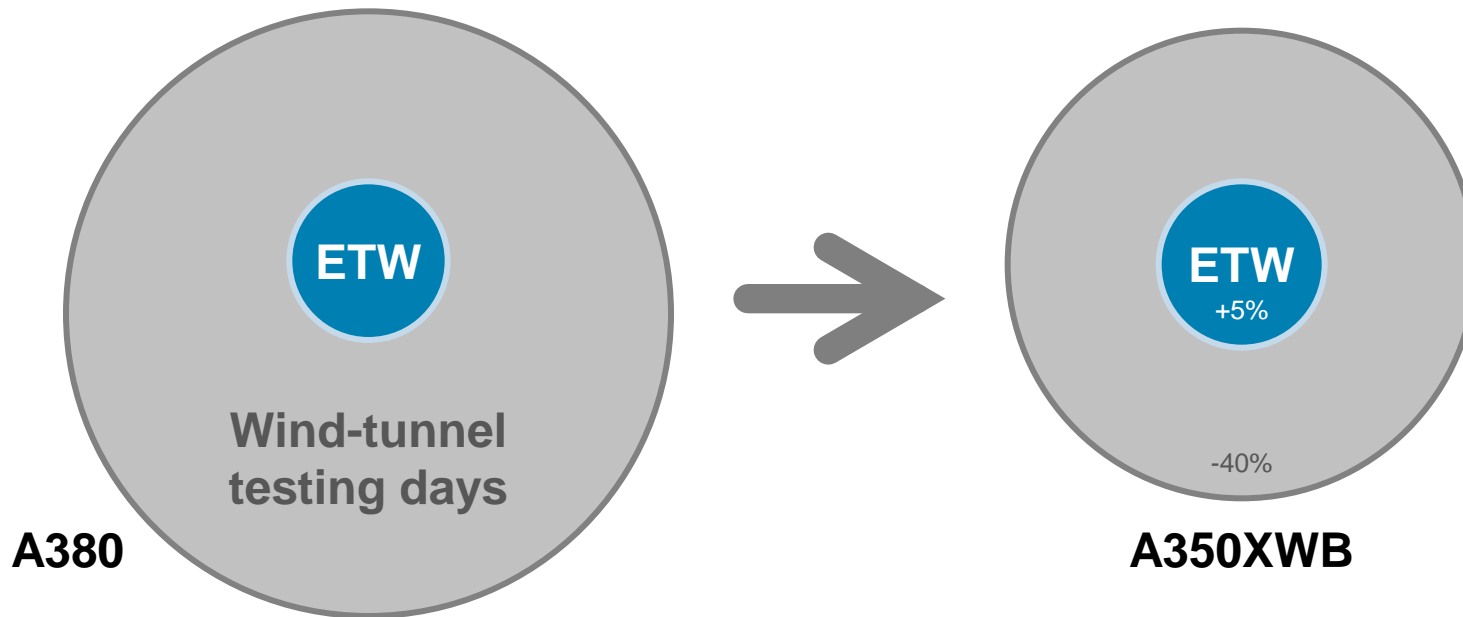 ETW
Wind-tunnel
testing days
A380
ETW
+5%
-40%
A350XWB